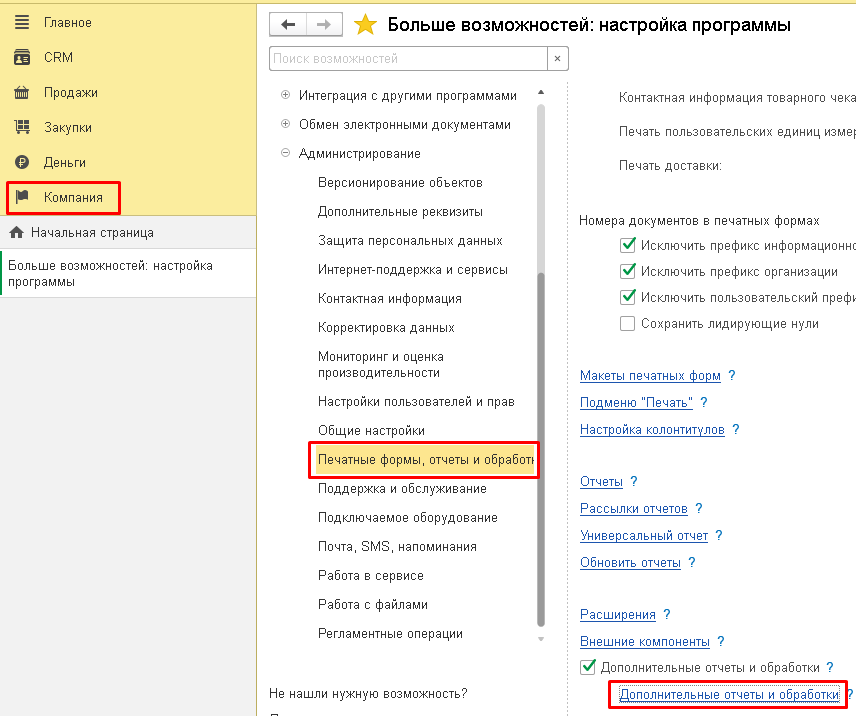 Главное
CRM
Продажи
Закупки
Деньги
Компания
Начальная страница
Больше возможностей: настройка
программы
Больше возможностей: настройка программы
Поиск возможностей
×
Интеграция с другими программами
Обмен электронными документами
Администрирование
Версионирование объектов
Дополнительные реквизиты
Защита персональных данных
Интернет-поддержка и сервисы
Контактная информация
Корректировка данных
Мониторинг и оценка
производительности
Настройки пользователей и прав
Общие настройки
Печатные формы, отчеты и обработк
Поддержка и обслуживание
Подключаемое оборудование
Почта, SMS, напоминания
Работа в сервисе
Работа с файлами
Регламентные операции
Не нашли нужную возможность?
Контактная информация товарного чека
Печать пользовательских единиц измер
Печать доставки:
Номера документов в печатных формах
Исключить префикс информационно
Исключить префикс организации
Исключить пользовательский префи
Сохранить лидирующие нули
Макеты печатных форм ?
Подменю "Печать" ?
Настройка колонтитулов ?
Отчеты ?
Рассылки отчетов ?
Универсальный отчет ?
Обновить отчеты ?
Расширения ?
Внешние компоненты ?
Дополнительные отчеты и обработки ?
Дополнительные отчеты и обработки ?